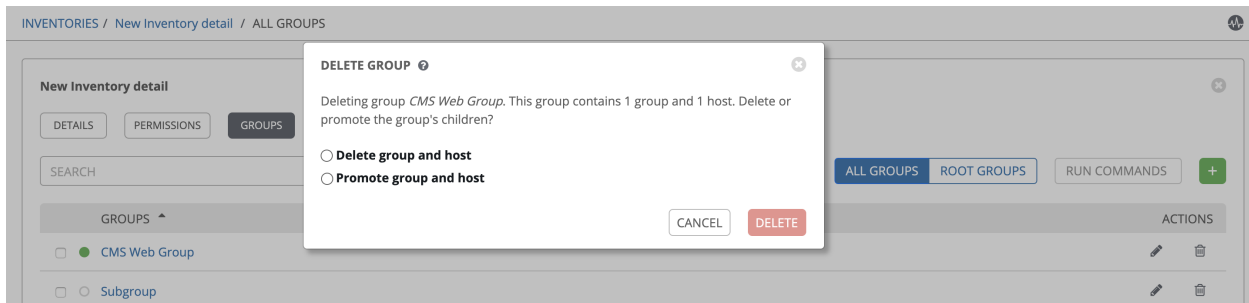 INVENTORIES / New Inventory detail / ALL GROUPS
DELETE GROUP ?
New Inventory detail
Deleting group CMS Web Group. This group contains 1 group and 1 host. Delete or
promote the group's children?
DETAILS PERMISSIONS GROUPS
Delete group and host
Promote group and host
SEARCH
ALL GROUPS ROOT GROUPS RUN COMMANDS +
CANCEL DELETE
GROUPS ACTIONS
CMS Web Group
Subgroup